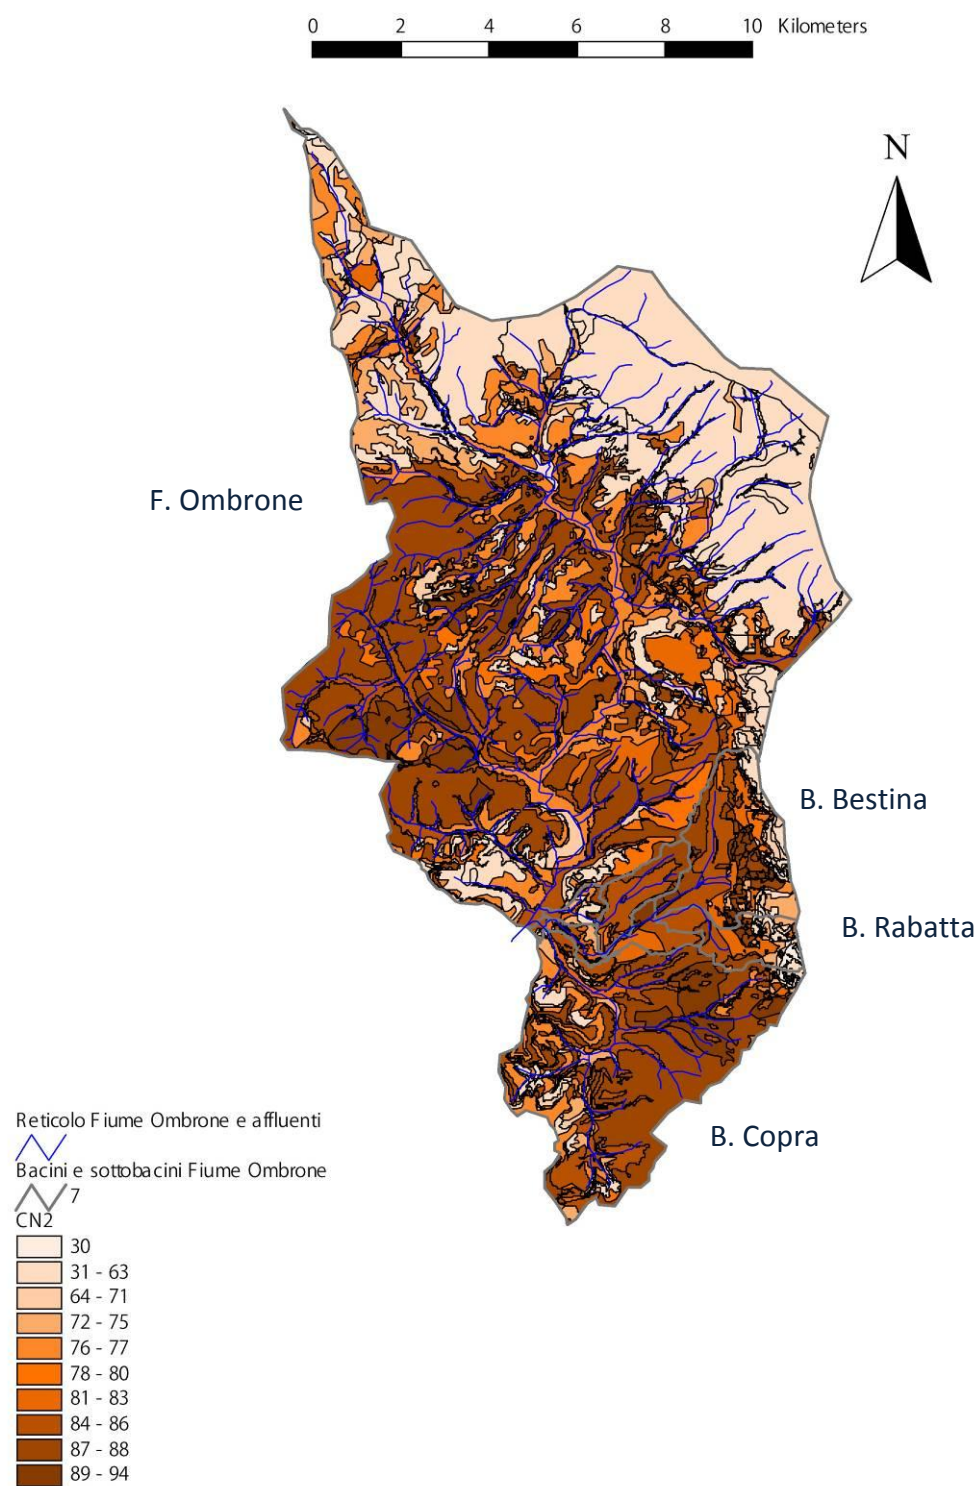 0 2 4 6 8 10 Kilometers
N
F. Ombrone
B. Bestina
B. Rabatta
B. Copra
Reticolo Fiume Ombrone e affluenti
Bacini e sottobacini Fiume Ombrone
7
CN2
30
31 - 63
64 - 71
72 - 75
76 - 77
78 - 80
81 - 83
84 - 86
87 - 88
89 - 94